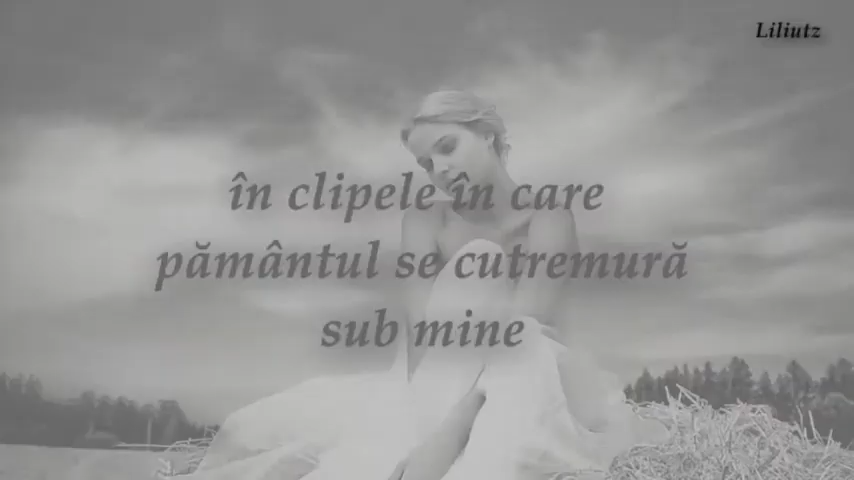 Liliutz
în clipele în care
pământul se cutremură
sub mine